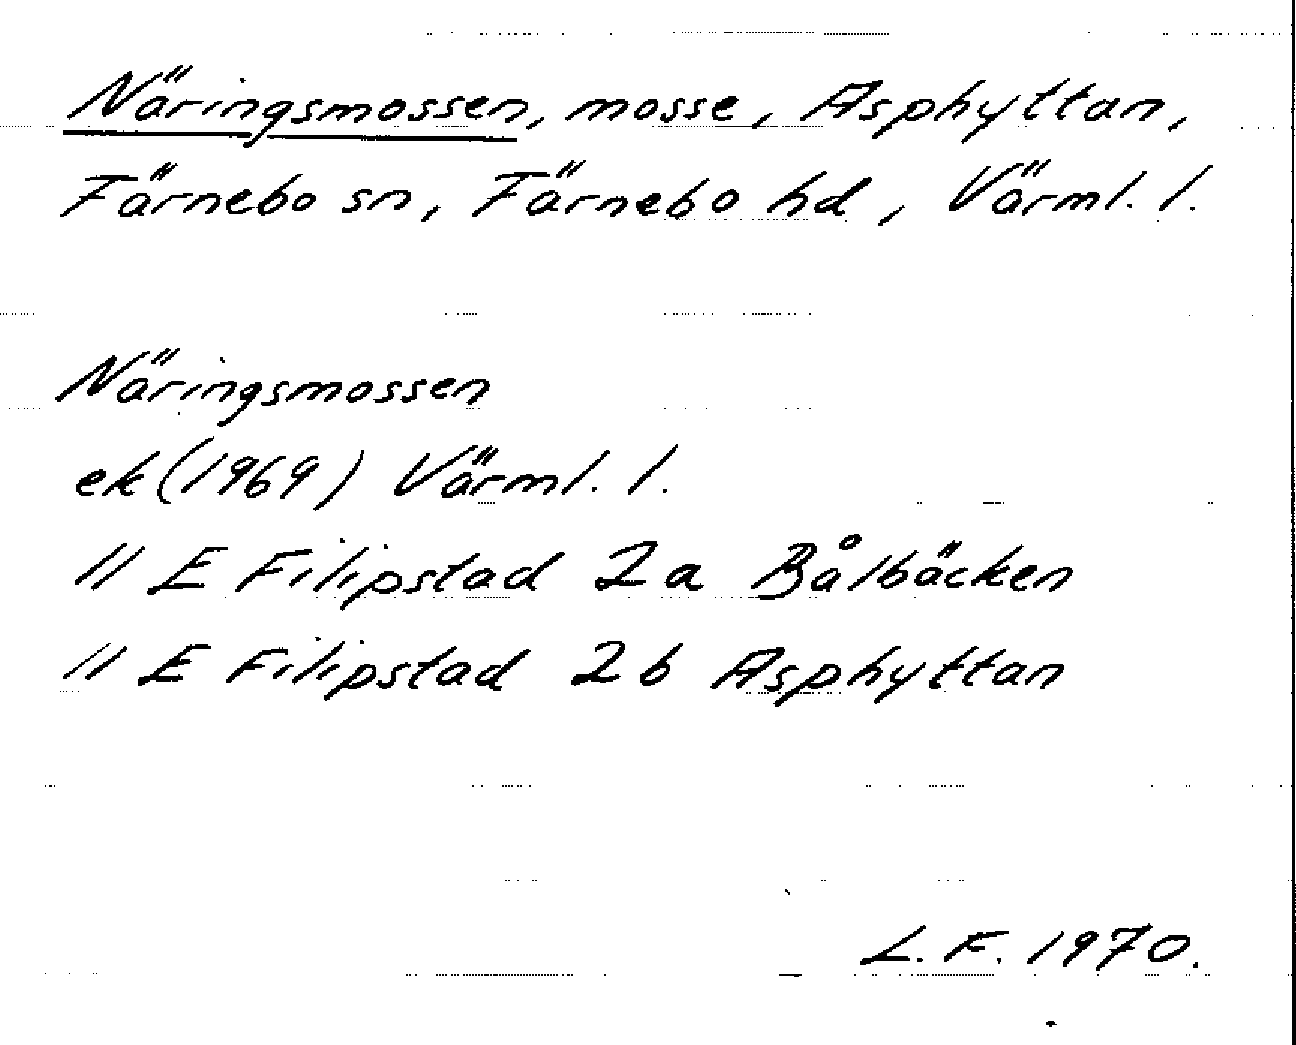 Näringsmossen, mosse, Asphyttan,
Färnebo sn, Färnebo hd, Värml. l.
Näringsmossen
ek (1969) Värml. l.
11 E Filipstad 2a Bålbäcken
11 E Filipstad 2b Asphyttan
L. F. 1970.